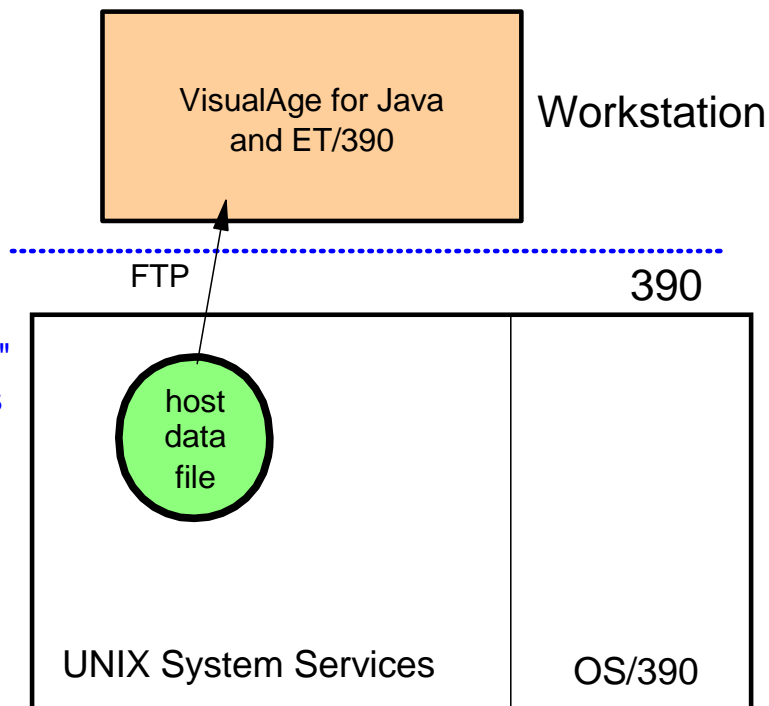 VisualAge for Java
and ET/390
Workstation
FTP
390
"
host
data
file
UNIX System Services
OS/390